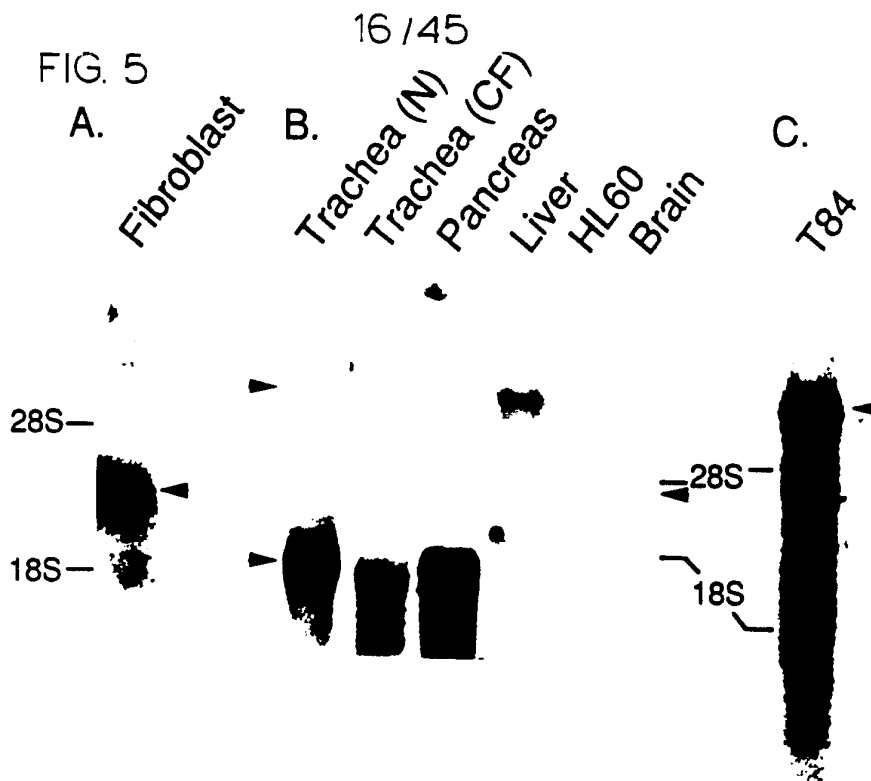 16/45
FIG. 5
A.
Fibroblast
B.
Trachea (N)
Trachea (CF)
Pancreas
Liver
HL60
Brain
C.
T84
28S
18S
28S
18S